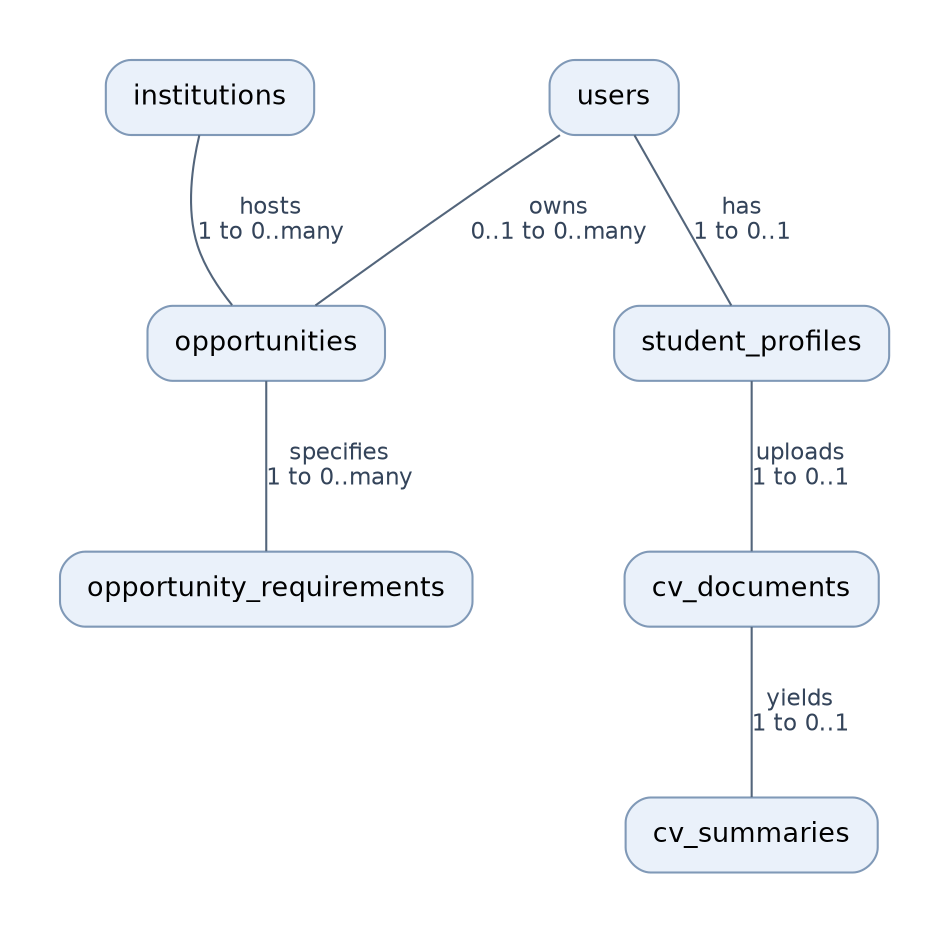 institutions
users
hosts
1 to 0..many
owns
0..1 to 0..many
has
1 to 0..1
opportunities
student_profiles
specifies
1 to 0..many
uploads
1 to 0..1
opportunity_requirements
cv_documents
yields
1 to 0..1
cv_summaries